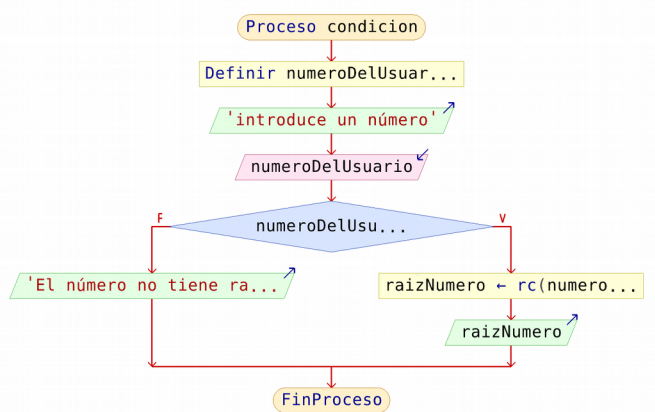 Proceso condicion
Definir numeroDelUsuar...
'introduce un número'
numeroDelUsuario
numeroDelUsu...
F
V
'El número no tiene ra...
raizNumero ← rc(numero...
raizNumero
FinProceso